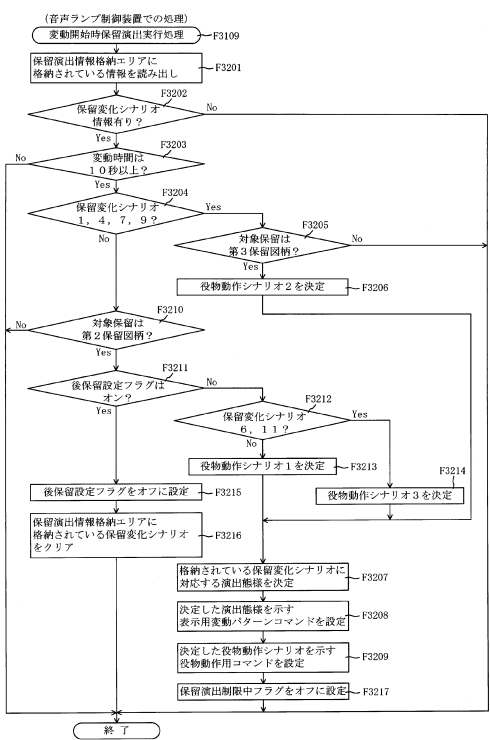 (音声ランプ制御装置での処理)
変動開始時保留演出実行処理
F3109
保留演出情報格納エリアに
格納されている情報を読み出し
F3201
F3202
保留変化シナリオ
情報有り?
No
Yes
F3203
変動時間は
10秒以上?
No
Yes
F3204
保留変化シナリオ
1,4,7,9?
Yes
No
F3205
対象保留は
第3保留図柄?
No
Yes
役物動作シナリオ2を決定
F3206
F3210
対象保留は
第2保留図柄?
No
Yes
F3211
後保留設定フラグは
オン?
No
Yes
F3212
保留変化シナリオ
6,11?
Yes
No
役物動作シナリオ1を決定
F3213
F3214
役物動作シナリオ3を決定
後保留設定フラグをオフに設定
F3215
保留演出情報格納エリアに
格納されている保留変化シナリオ
をクリア
F3216
格納されている保留変化シナリオに
対応する演出態様を決定
F3207
決定した演出態様を示す
表示用変動パターンコマンドを設定
F3208
決定した役物動作シナリオを示す
役物動作用コマンドを設定
F3209
保留演出制限中フラグをオフに設定
F3217
終了